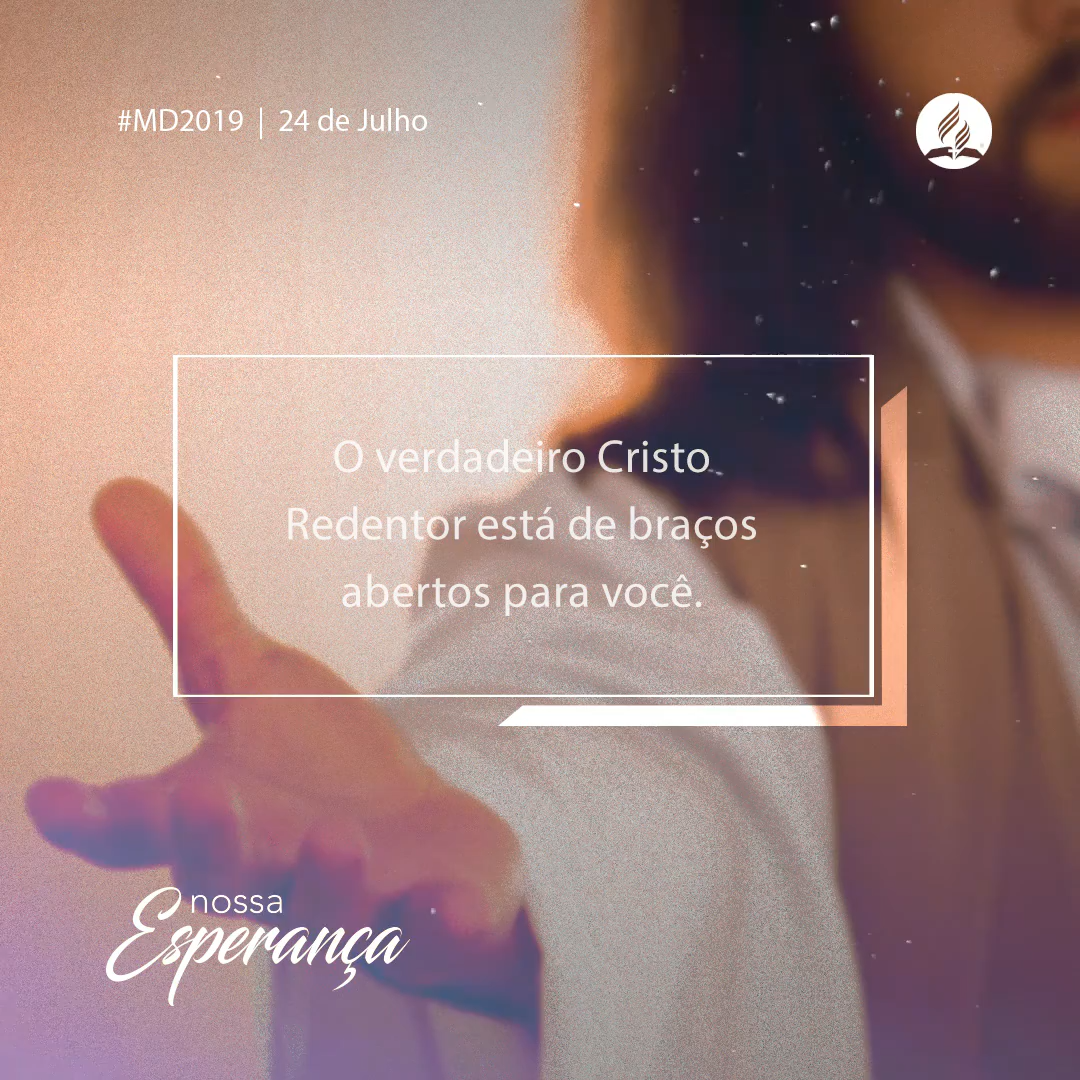 #MD2019 | 24 de Julho
O verdadeiro Cristo
Redentor está de braços
abertos para você.
nossa
Esperança